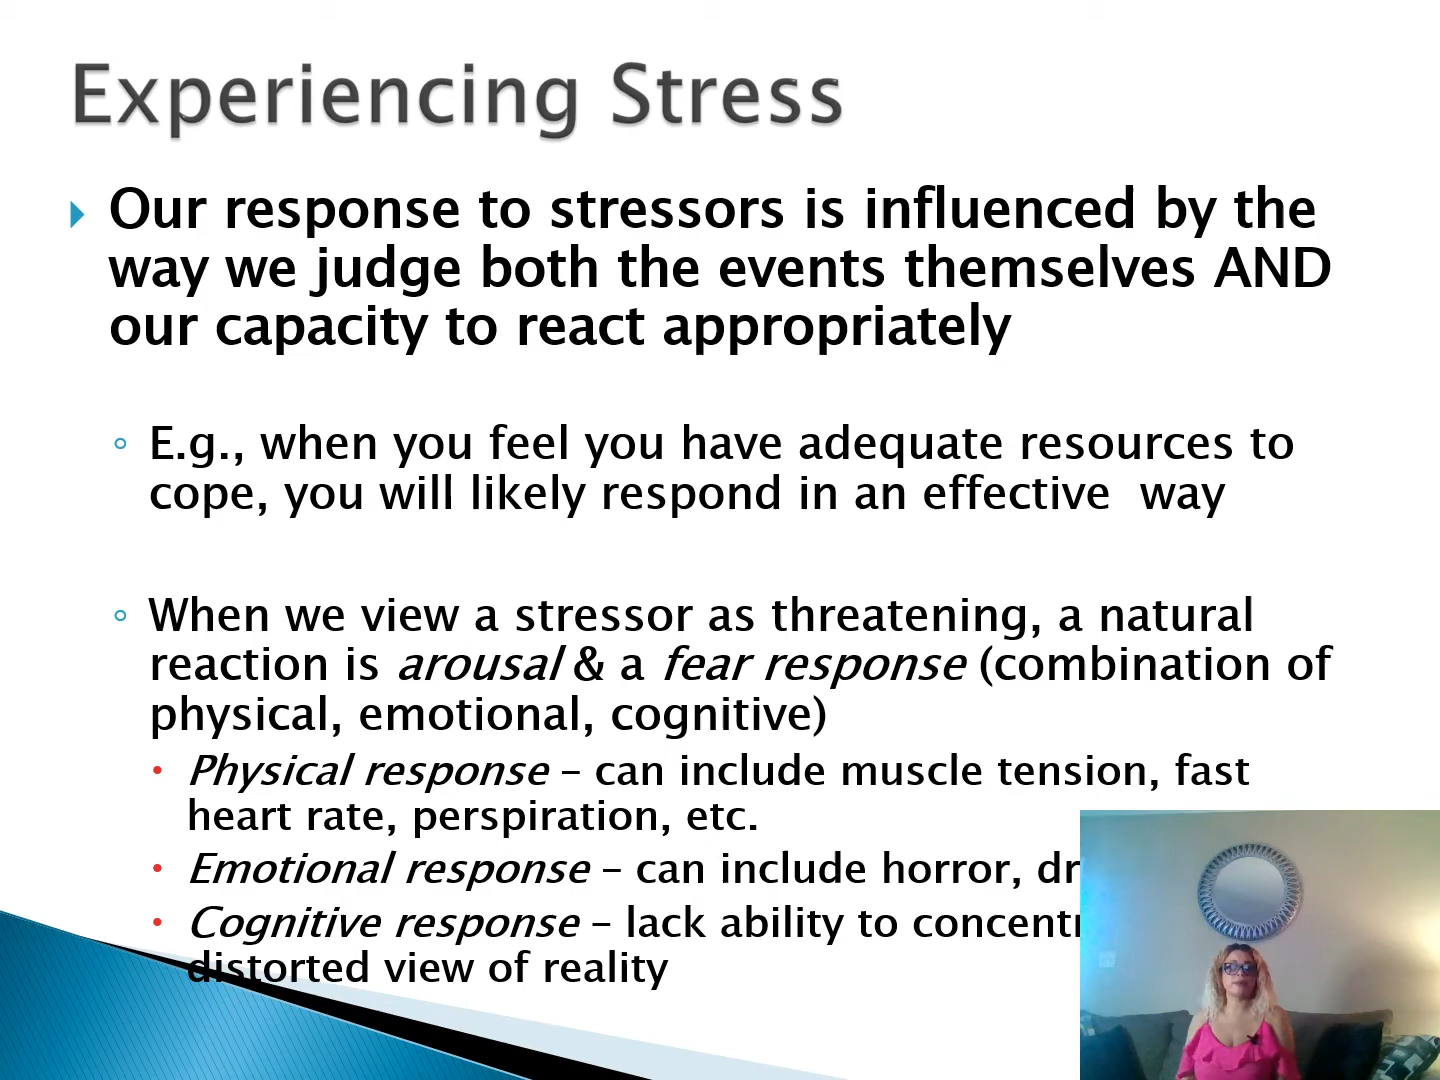 Experiencing Stress
Our response to stressors is influenced by the
way we judge both the events themselves AND
our capacity to react appropriately
E.g., when you feel you have adequate resources to
cope, you will likely respond in an effective way
When we view a stressor as threatening, a natural
reaction is arousal & a fear response (combination of
physical, emotional, cognitive)
Physical response – can include muscle tension, fast
heart rate, perspiration, etc.
Emotional response – can include horror,
Cognitive response – lack ability to
distorted view of reality